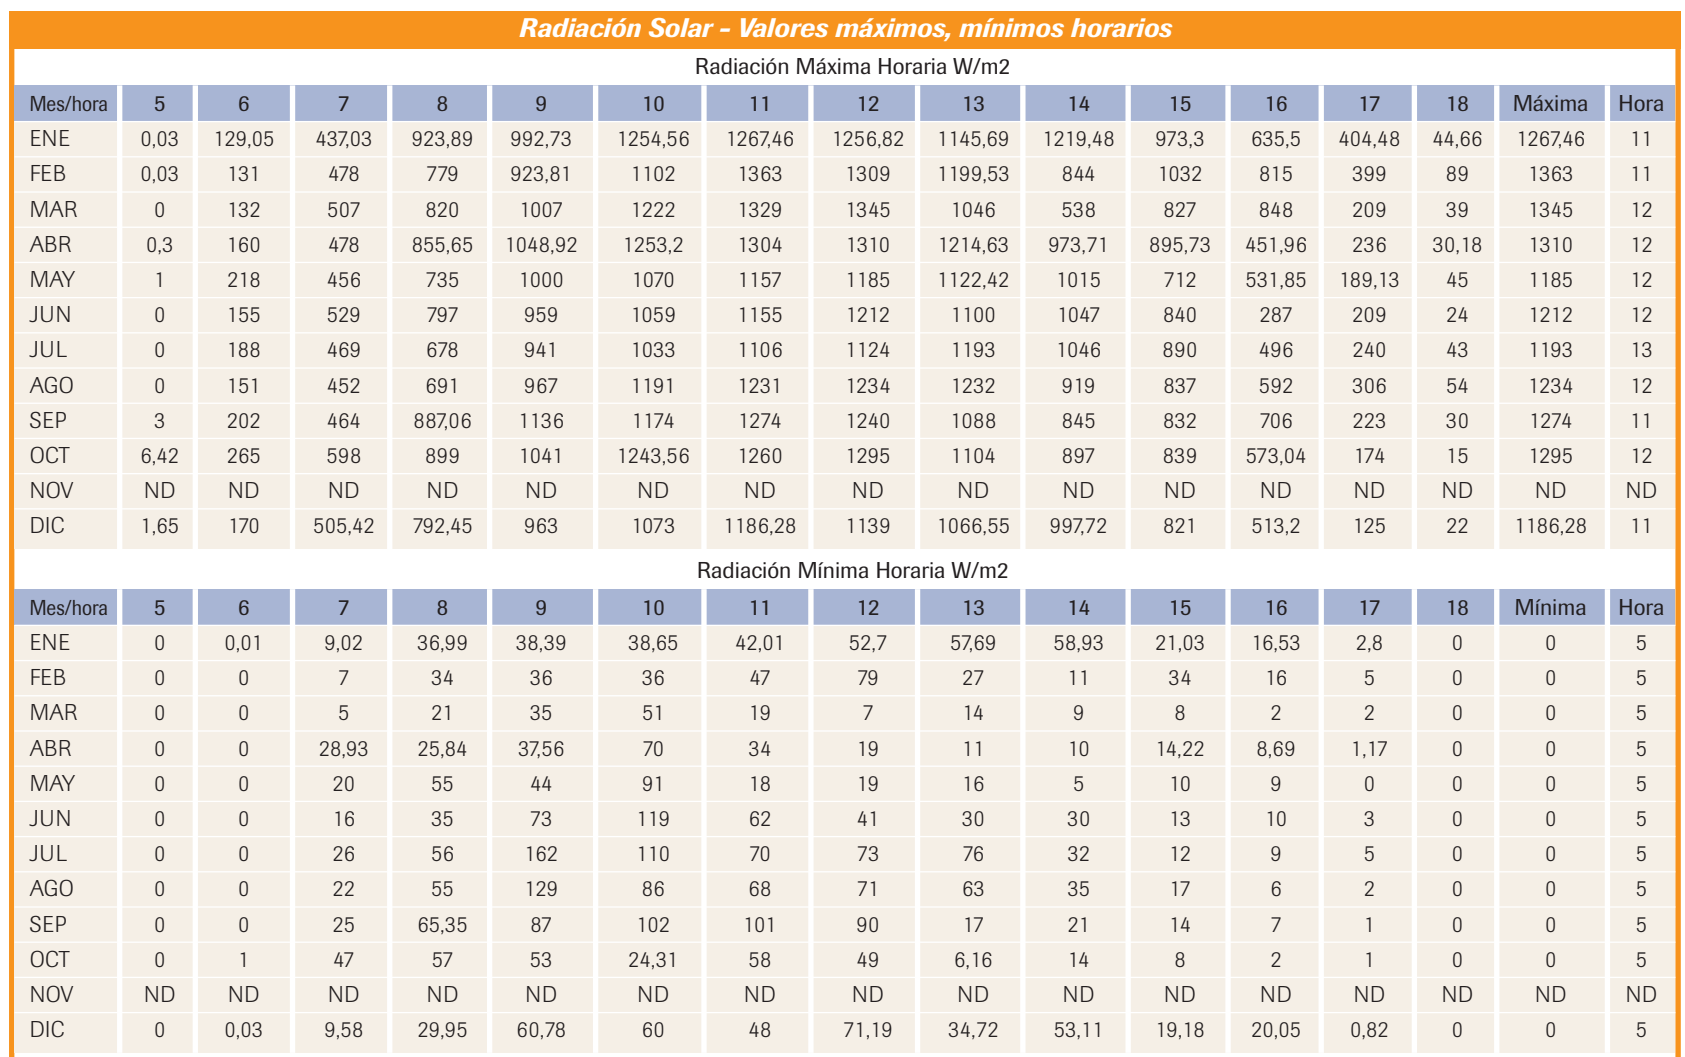 Radiación Solar - Valores máximos, mínimos horarios
Radiación Máxima Horaria W/m2
Mes/hora 5 6 7 8 9 10 11 12 13 14 15 16 17 18 Máxima Hora
ENE 0,03 129,05 437,03 923,89 992,73 1254,56 1267,46 1256,82 1145,69 1219,48 973,3 635,5 404,48 44,66 1267,46 11
FEB 0,03 131 478 779 923,81 1102 1363 1309 1199,53 844 1032 815 399 89 1363 11
MAR 0 132 507 820 1007 1222 1329 1345 1046 538 827 848 209 39 1345 12
ABR 0,3 160 478 855,65 1048,92 1253,2 1304 1310 1214,63 973,71 895,73 451,96 236 30,18 1310 12
MAY 1 218 456 735 1000 1070 1157 1185 1122,42 1015 712 531,85 189,13 45 1185 12
JUN 0 155 529 797 959 1059 1155 1212 1100 1047 840 287 209 24 1212 12
JUL 0 188 469 678 941 1033 1106 1124 1193 1046 890 496 240 43 1193 13
AGO 0 151 452 691 967 1191 1231 1234 1232 919 837 592 306 54 1234 12
SEP 3 202 464 887,06 1136 1174 1274 1240 1088 845 832 706 223 30 1274 11
OCT 6,42 265 598 899 1041 1243,56 1260 1295 1104 897 839 573,04 174 15 1295 12
NOV ND ND ND ND ND ND ND ND ND ND ND ND ND ND ND ND
DIC 1,65 170 505,42 792,45 963 1073 1186,28 1139 1066,55 997,72 821 513,2 125 22 1186,28 11
Radiación Mínima Horaria W/m2
Mes/hora 5 6 7 8 9 10 11 12 13 14 15 16 17 18 Mínima Hora
ENE 0 0,01 9,02 36,99 38,39 38,65 42,01 52,7 57,69 58,93 21,03 16,53 2,8 0 0 5
FEB 0 0 7 34 36 36 47 79 27 11 34 16 5 0 0 5
MAR 0 0 5 21 35 51 19 7 14 9 8 2 2 0 0 5
ABR 0 0 28,93 25,84 37,56 70 34 19 11 10 14,22 8,69 1,17 0 0 5
MAY 0 0 20 55 44 91 18 19 16 5 10 9 0 0 0 5
JUN 0 0 16 35 73 119 62 41 30 30 13 10 3 0 0 5
JUL 0 0 26 56 162 110 70 73 76 32 12 9 5 0 0 5
AGO 0 0 22 55 129 86 68 71 63 35 17 6 2 0 0 5
SEP 0 0 25 65,35 87 102 101 90 17 21 14 7 1 0 0 5
OCT 0 1 47 57 53 24,31 58 49 6,16 14 8 2 1 0 0 5
NOV ND ND ND ND ND ND ND ND ND ND ND ND ND ND ND ND
DIC 0 0,03 9,58 29,95 60,78 60 48 71,19 34,72 53,11 19,18 20,05 0,82 0 0 5